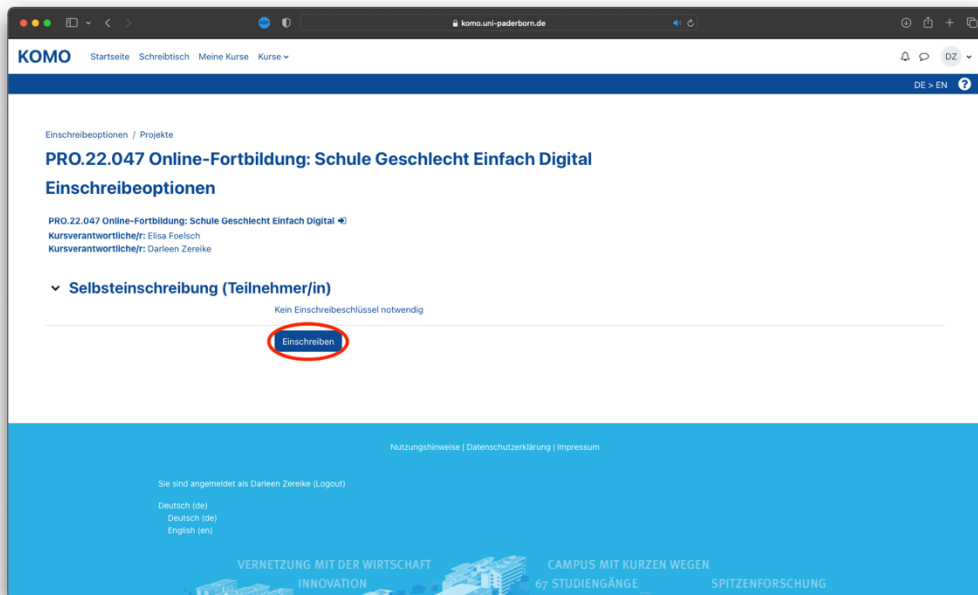 komo.uni-paderborn.de
KOMO Startseite Schreibtisch Meine Kurse Kurse DZ
DE > EN ?
Einschreibeoptionen / Projekte
PRO.22.047 Online-Fortbildung: Schule Geschlecht Einfach Digital
Einschreibeoptionen
PRO.22.047 Online-Fortbildung: Schule Geschlecht Einfach Digital
Kursverantwortliche/r: Elisa Foelsch
Kursverantwortliche/r: Darleen Zereike
Selbsteinschreibung (Teilnehmer/in)
Kein Einschreibeschlüssel notwendig
Einschreiben
Nutzungshinweise | Datenschutzerklärung | Impressum
Sie sind angemeldet als Darleen Zereike (Logout)
Deutsch (de)
Deutsch (de)
English (en)
VERNETZUNG MIT DER WIRTSCHAFT CAMPUS MIT KURZEN WEGEN
INNOVATION 67 STUDIENGÄNGE SPITZENFORSCHUNG